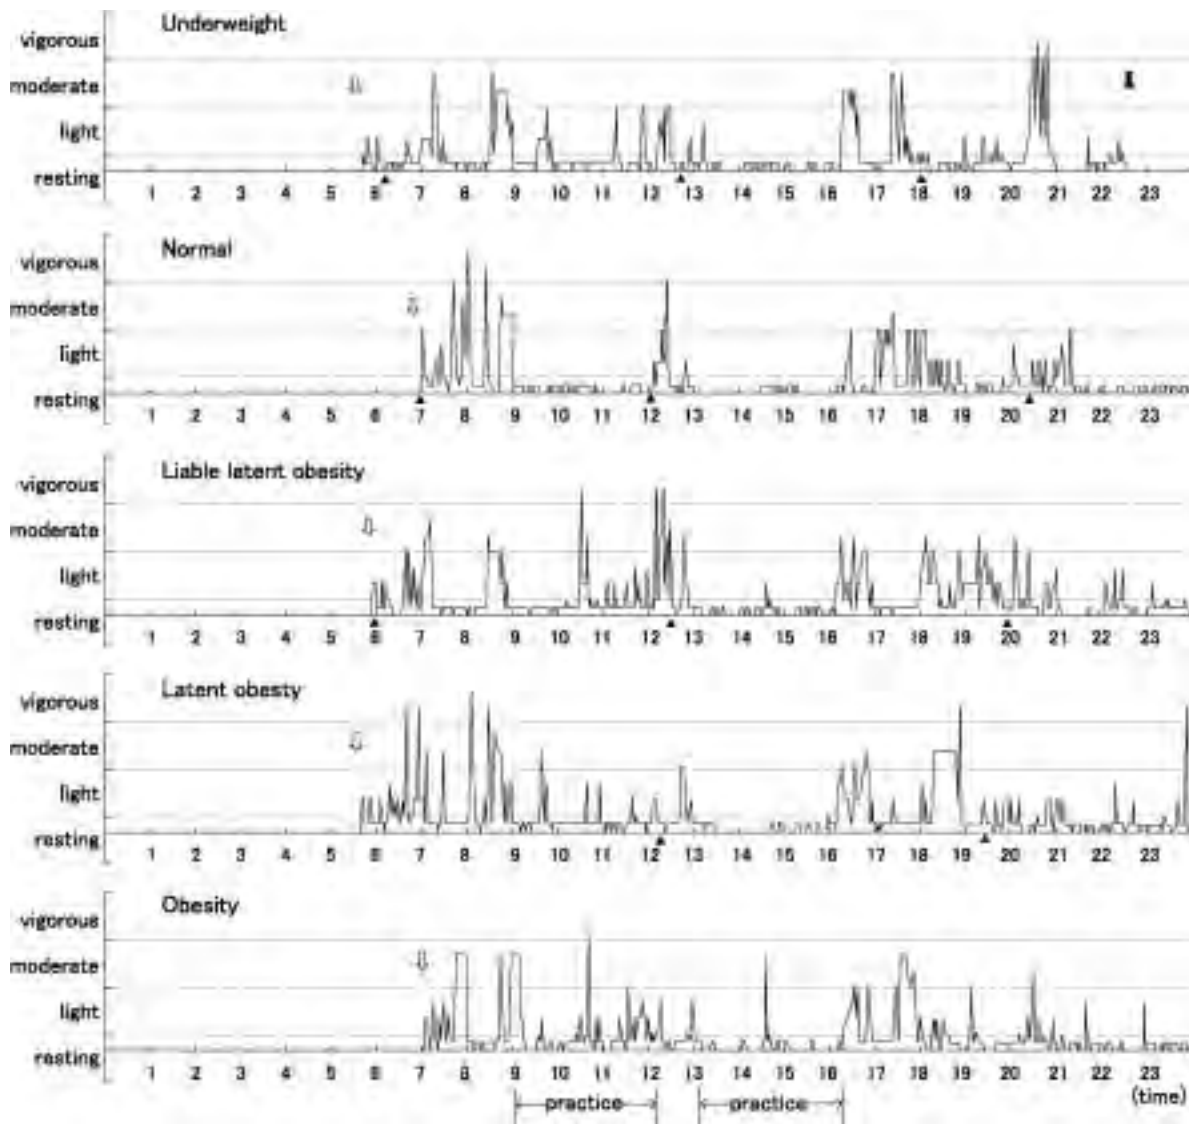 Underweight
vigorous
moderate
light
resting
1 2 3 4 5 6 7 8 9 10 11 12 13 14 15 16 17 18 19 20 21 22 23
Normal
vigorous
moderate
light
resting
1 2 3 4 5 6 7 8 9 10 11 12 13 14 15 16 17 18 19 20 21 22 23
Liable latent obesity
vigorous
moderate
light
resting
1 2 3 4 5 6 7 8 9 10 11 12 13 14 15 16 17 18 19 20 21 22 23
Latent obesty
vigorous
moderate
light
resting
1 2 3 4 5 6 7 8 9 10 11 12 13 14 15 16 17 18 19 20 21 22 23
Obesity
vigorous
moderate
light
resting
1 2 3 4 5 6 7 8 9 10 11 12 13 14 15 16 17 18 19 20 21 22 23
(time)
practice practice